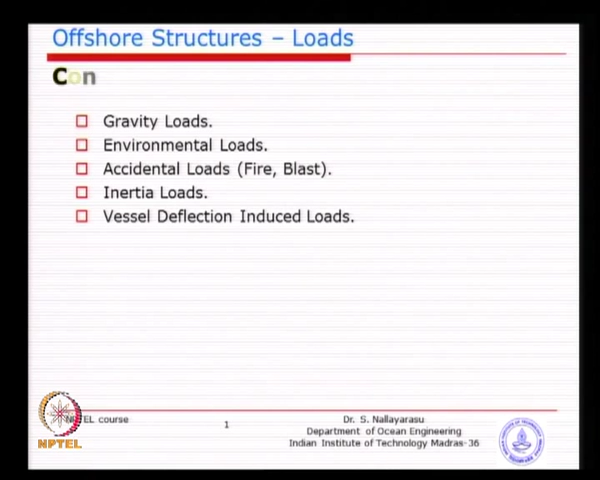 Offshore Structures – Loads
Con
Gravity Loads.
Environmental Loads.
Accidental Loads (Fire, Blast).
Inertia Loads.
Vessel Deflection Induced Loads.
NPTEL course
1
Dr. S. Nallayarasu
Department of Ocean Engineering
Indian Institute of Technology Madras-36
NPTEL